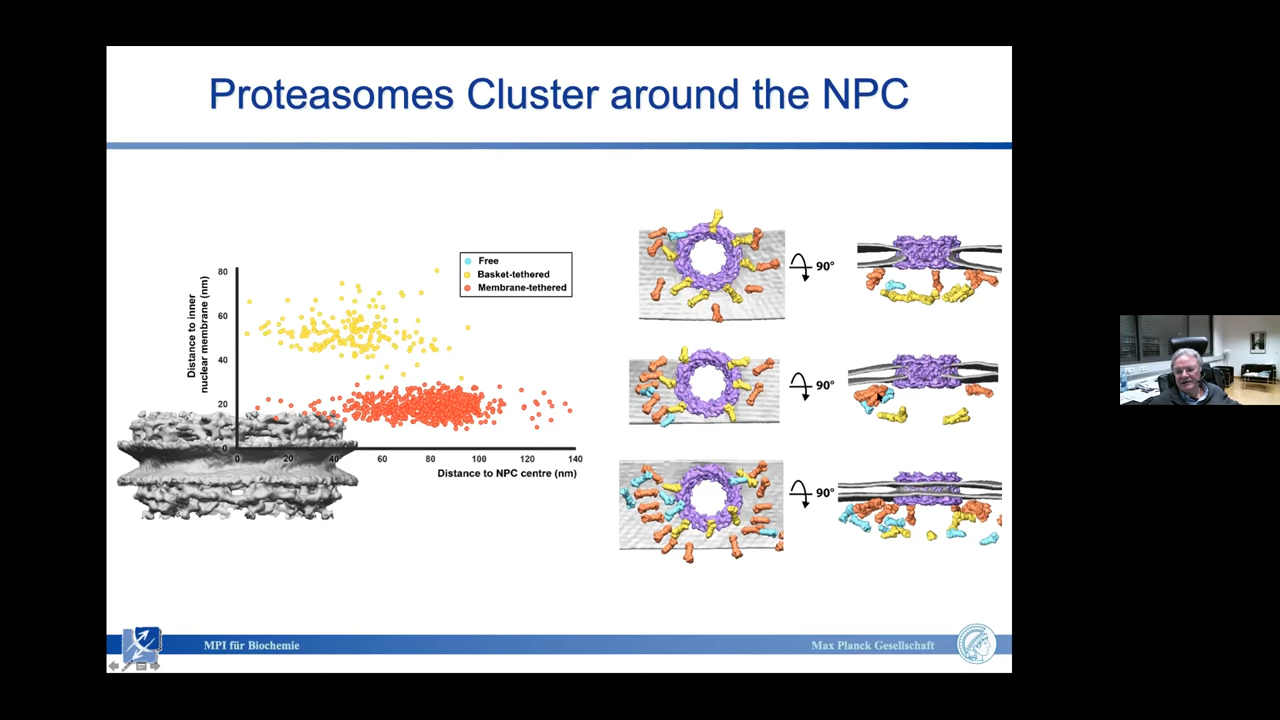 Proteasomes Cluster around the NPC
Free
Basket-tethered
Membrane-tethered
Distance to inner
nuclear membrane (nm)
80
60
40
20
0
0 20 40 60 80 100 120 140
Distance to NPC centre (nm)
90°
90°
90°
MPI für Biochemie
Max Planck Gesellschaft